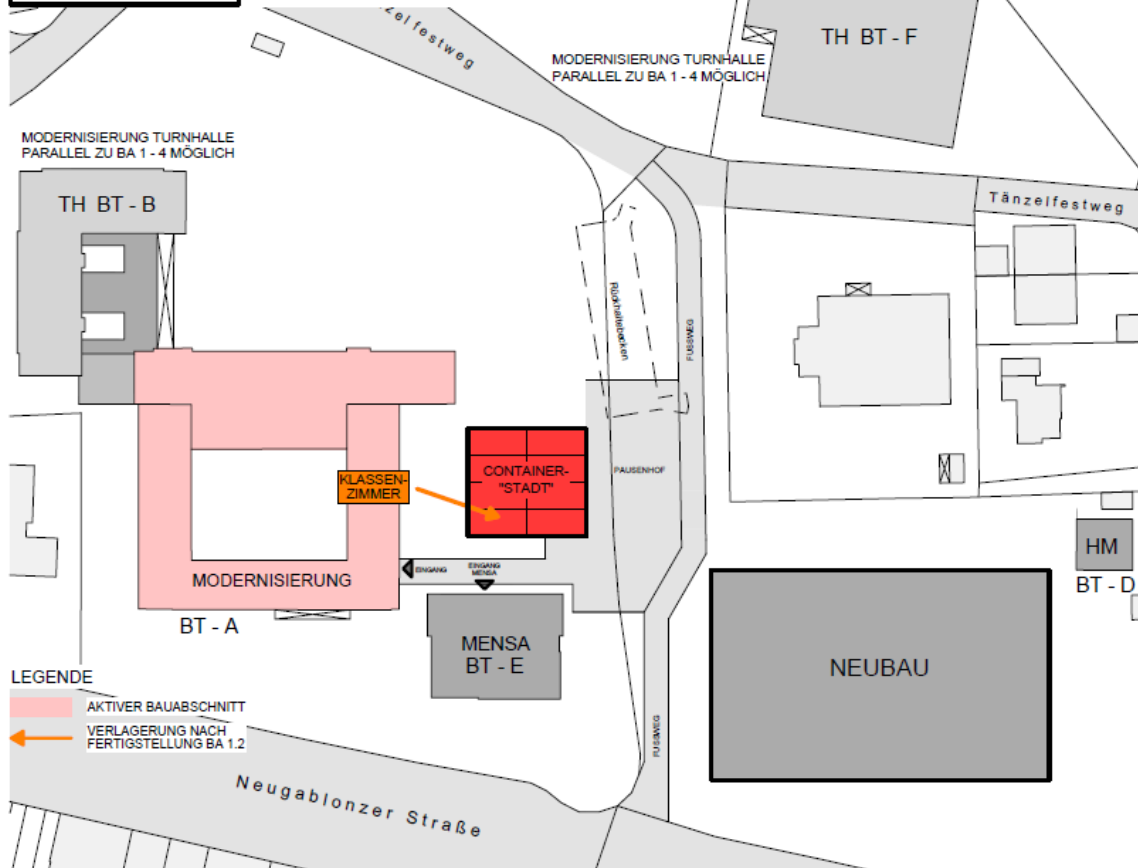 zelfestweg
TH BT - F
MODERNISIERUNG TURNHALLE
PARALLEL ZU BA 1 - 4 MÖGLICH
MODERNISIERUNG TURNHALLE
PARALLEL ZU BA 1 - 4 MÖGLICH
TH BT - B
Tänzelfestweg
Rückhaltebecken
FUSSWEG
KLASSEN-
ZIMMER
CONTAINER-
"STADT"
PAUSENHOF
HM
BT - D
MODERNISIERUNG
EINGANG
EINGANG
MENSA
BT - A
MENSA
BT - E
NEUBAU
LEGENDE
AKTIVER BAUABSCHNITT
VERLAGERUNG NACH
FERTIGSTELLUNG BA 1.2
FUSSWEG
Neugablonzer Straße